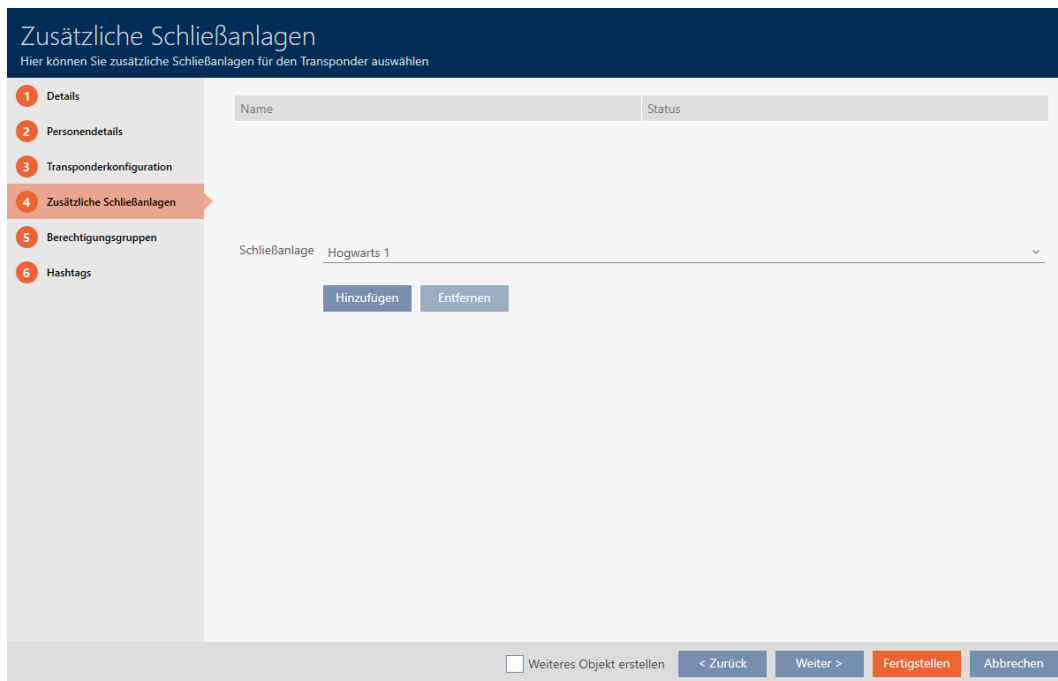 Zusätzliche Schließanlagen
Hier können Sie zusätzliche Schließanlagen für den Transponder auswählen
1 Details
2 Personendetails
3 Transponderkonfiguration
4 Zusätzliche Schließanlagen
5 Berechtigungsgruppen
6 Hashtags
Name Status
Schließanlage Hogwarts 1
Hinzufügen Entfernen
Weiteres Objekt erstellen < Zurück Weiter > Fertigstellen Abbrechen